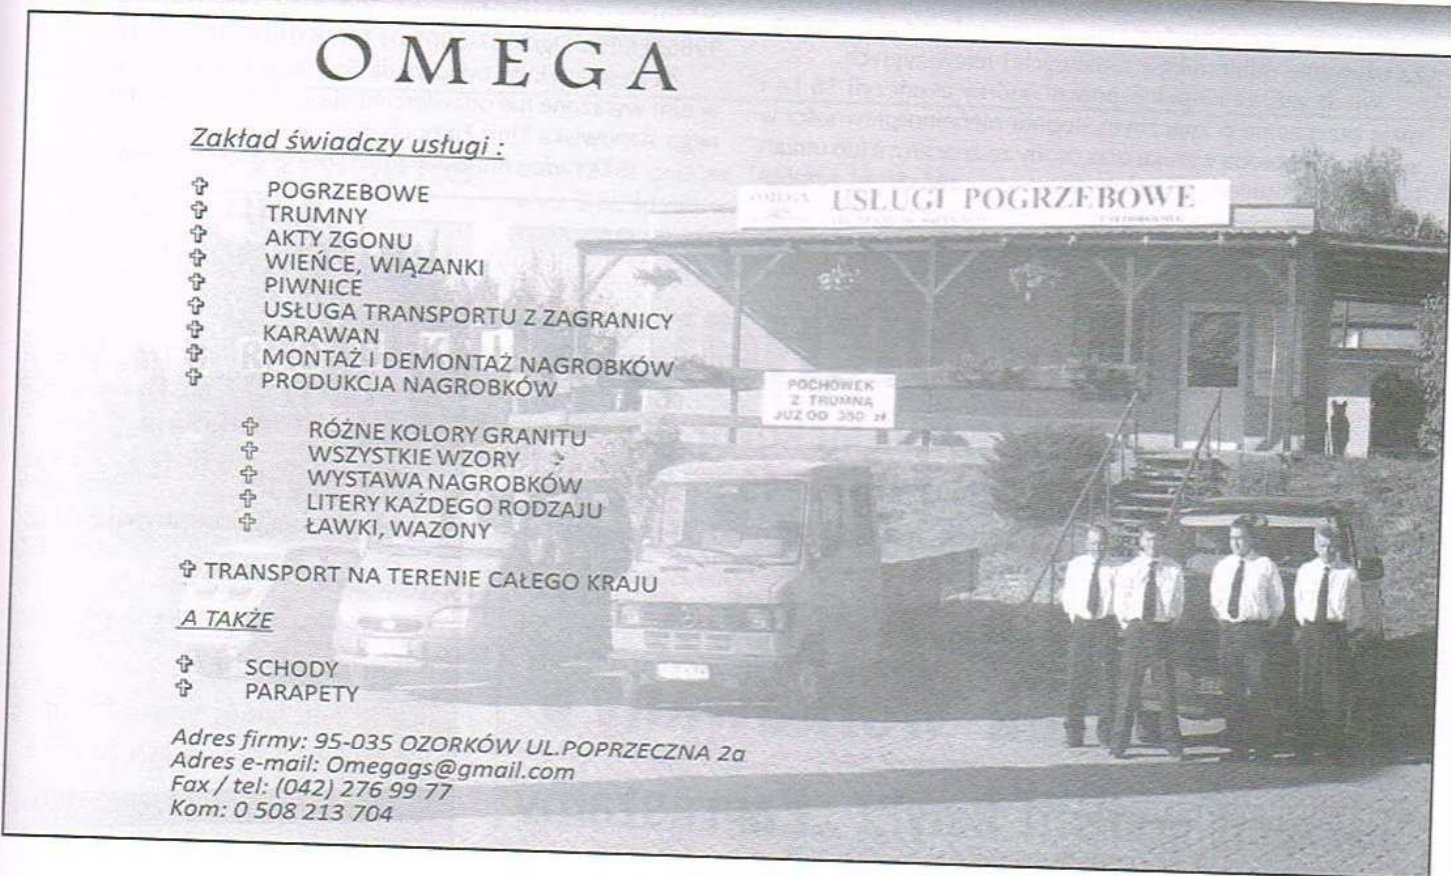 OMEGA
Zakład świadczy usługi :
✞ POGRZEBOWE
✞ TRUMNY
✞ AKTY ZGONU
✞ WIEŃCE, WIĄZANKI
✞ PIWNICE
✞ USŁUGA TRANSPORTU Z ZAGRANICY
✞ KARAWAN
✞ MONTAŻ I DEMONTAŻ NAGROBKÓW
✞ PRODUKCJA NAGROBKÓW
✞ RÓŻNE KOLORY GRANITU
✞ WSZYSTKIE WZORY
✞ WYSTAWA NAGROBKÓW
✞ LITERY KAŻDEGO RODZAJU
✞ ŁAWKI, WAZONY
✞ TRANSPORT NA TERENIE CAŁEGO KRAJU
A TAKŻE
✞ SCHODY
✞ PARAPETY
Adres firmy: 95-035 OZORKÓW UL.POPRZECZNA 2a
Adres e-mail: Omegags@gmail.com
Fax / tel: (042) 276 99 77
Kom: 0 508 213 704
OMEGA USŁUGI POGRZEBOWE
POCHÓWEK
Z TRUMNĄ
JUŻ OD 380 zł